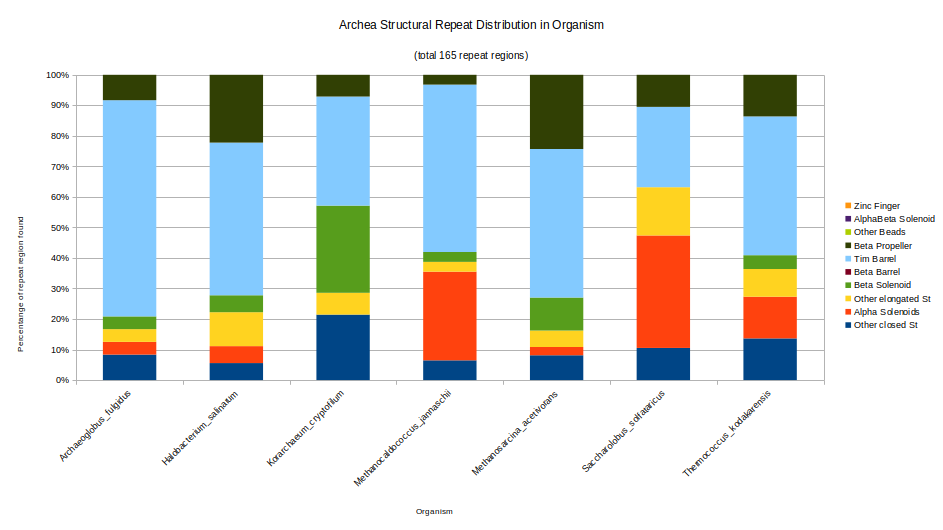 Archea Structural Repeat Distribution in Organism
(total 165 repeat regions)
100%
90%
80%
70%
60%
50%
40%
30%
20%
10%
0%
Percentange of repeat region found
Archaeoglobus_fulgidus
Halobacterium_salinarum
Korarchaeum_cryptofilum
Methanocaldococcus_jannaschii
Methanosarcina_acetivorans
Saccharolobus_solfataricus
Thermococcus_kodakarensis
Organism
Zinc Finger
AlphaBeta Solenoid
Other Beads
Beta Propeller
Tim Barrel
Beta Barrel
Beta Solenoid
Other elongated St
Alpha Solenoids
Other closed St